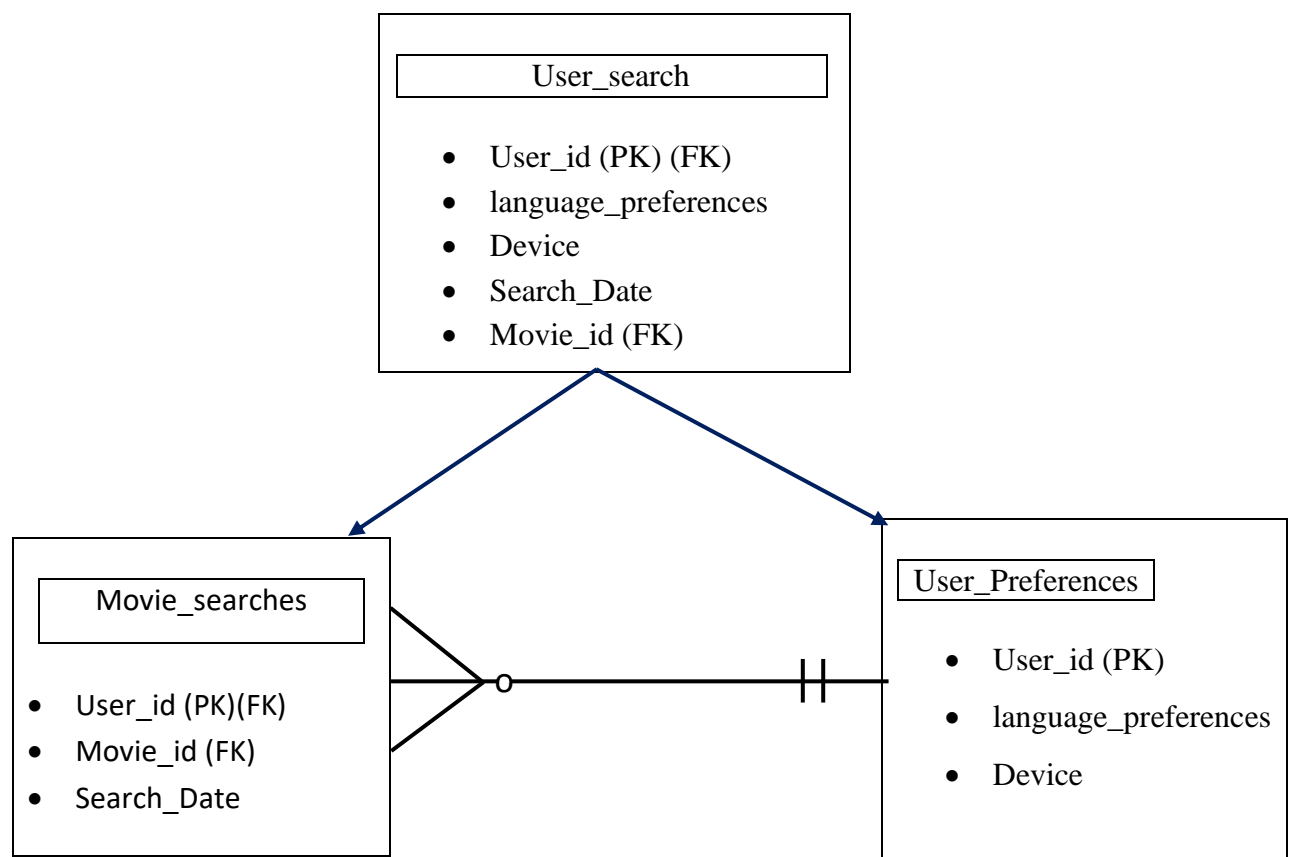 User_search
• User_id (PK) (FK)
• language_preferences
• Device
• Search_Date
• Movie_id (FK)
Movie_searches
• User_id (PK)(FK)
• Movie_id (FK)
• Search_Date
User_Preferences
• User_id (PK)
• language_preferences
• Device